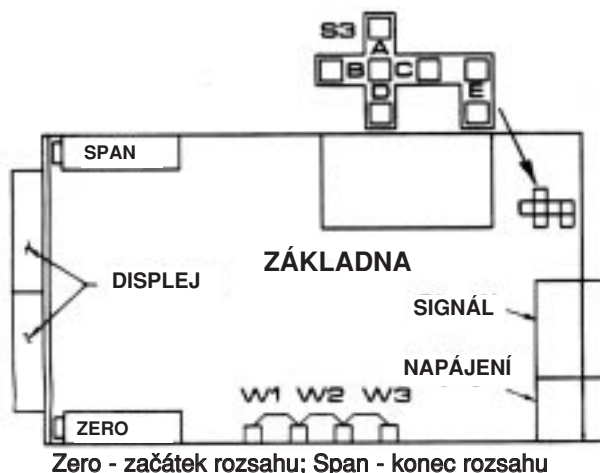 S3
A
B C
D E
SPAN
ZÁKLADNA
DISPLEJ
SIGNÁL
NAPÁJENÍ
W1 W2 W3
ZERO
Zero - začátek rozsahu; Span - konec rozsahu